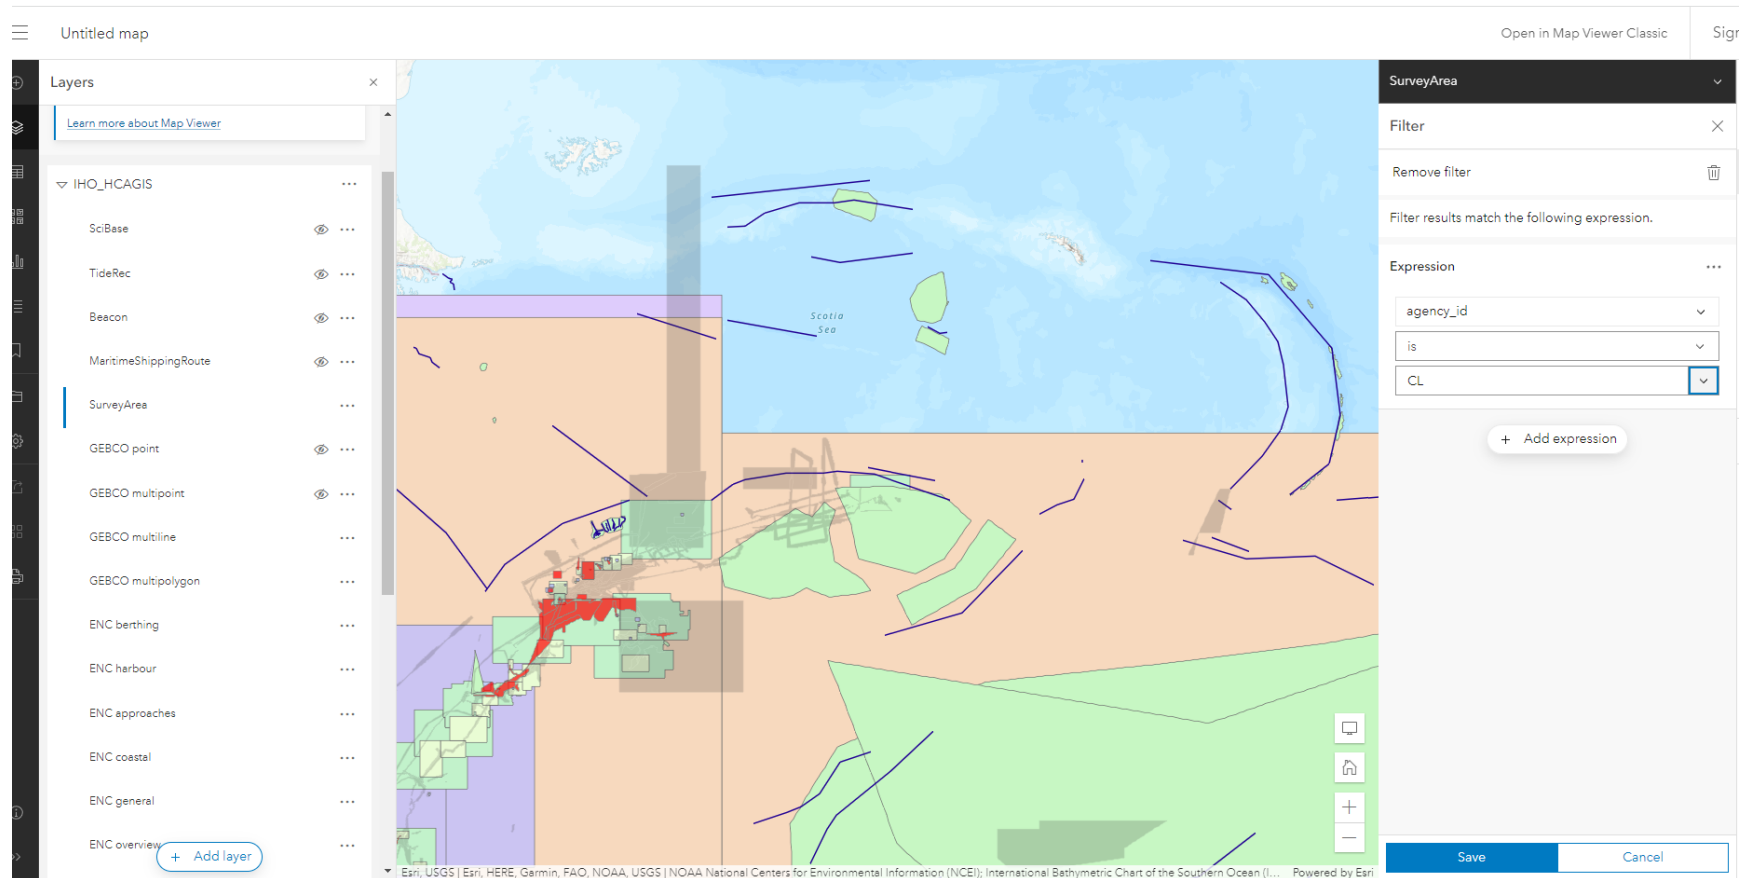 Untitled map
Open in Map Viewer Classic
Layers
Learn more about Map Viewer
IHO_HCAGIS
SciBase
TideRec
Beacon
MaritimeShippingRoute
SurveyArea
GEBCO point
GEBCO multipoint
GEBCO multiline
GEBCO multipolygon
ENC berthing
ENC harbour
ENC approaches
ENC coastal
ENC general
ENC overview
+ Add layer
Scotia
Sea
Esri, USGS | Esri, HERE, Garmin, FAO, NOAA, USGS | NOAA National Centers for Environmental Information (NCEI); International Bathymetric Chart of the Southern Ocean (I... Powered by Esri
SurveyArea
Filter
Remove filter
Filter results match the following expression.
Expression
agency_id
is
CL
+ Add expression
Save
Cancel